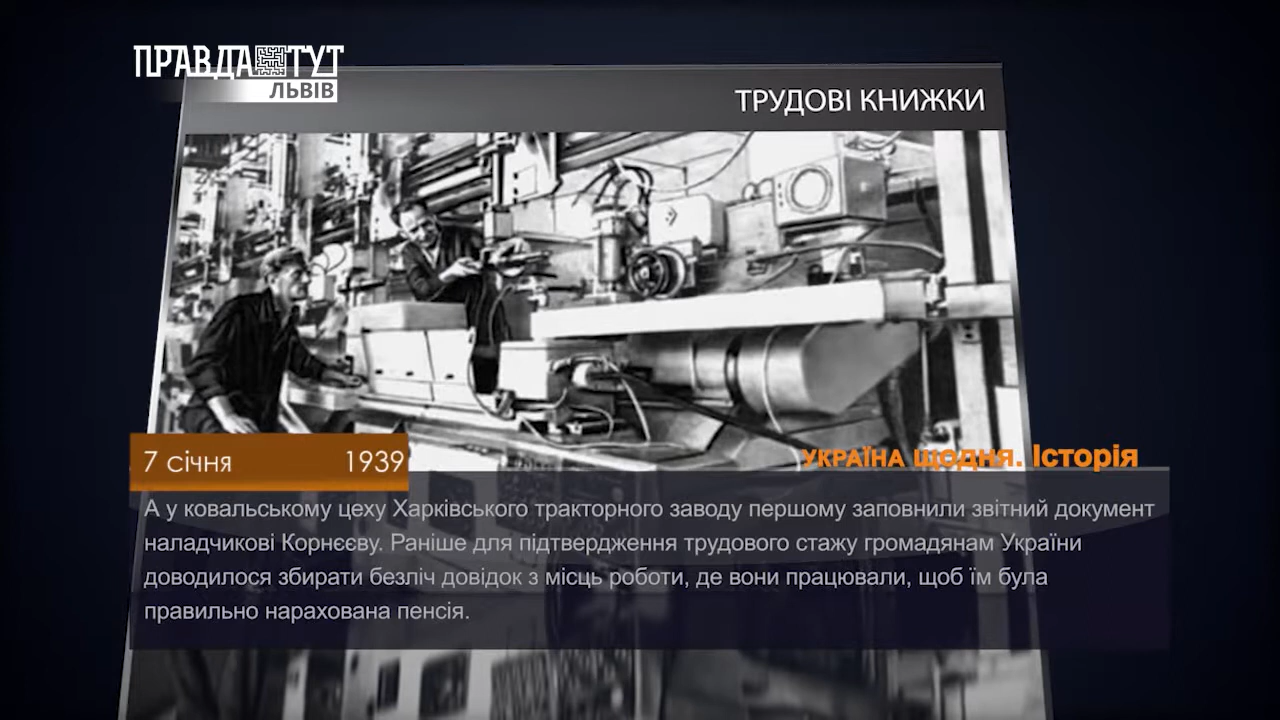 ПРАВДА ТУТ
ЛЬВІВ
ТРУДОВІ КНИЖКИ
7 січня 1939
УКРАЇНА ЩОДНЯ. Історія
А у ковальському цеху Харківського тракторного заводу першому заповнили звітний документ
наладчикові Корнєєву. Раніше для підтвердження трудового стажу громадянам України
доводилося збирати безліч довідок з місць роботи, де вони працювали, щоб їм була
правильно нарахована пенсія.